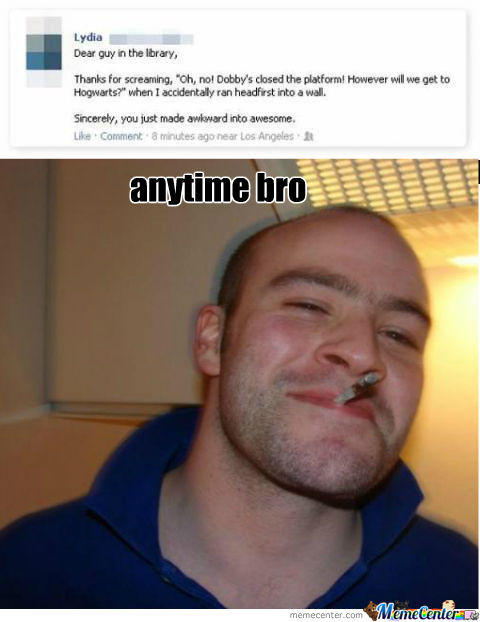 Lydia
Dear guy in the library,
Thanks for screaming, "Oh, no! Dobby's closed the platform! However will we get to
Hogwarts?" when I accidentally ran headfirst into a wall.
Sincerely, you just made awkward into awesome.
Like · Comment · 8 minutes ago near Los Angeles ·
anytime bro
memecenter.com MemeCenter